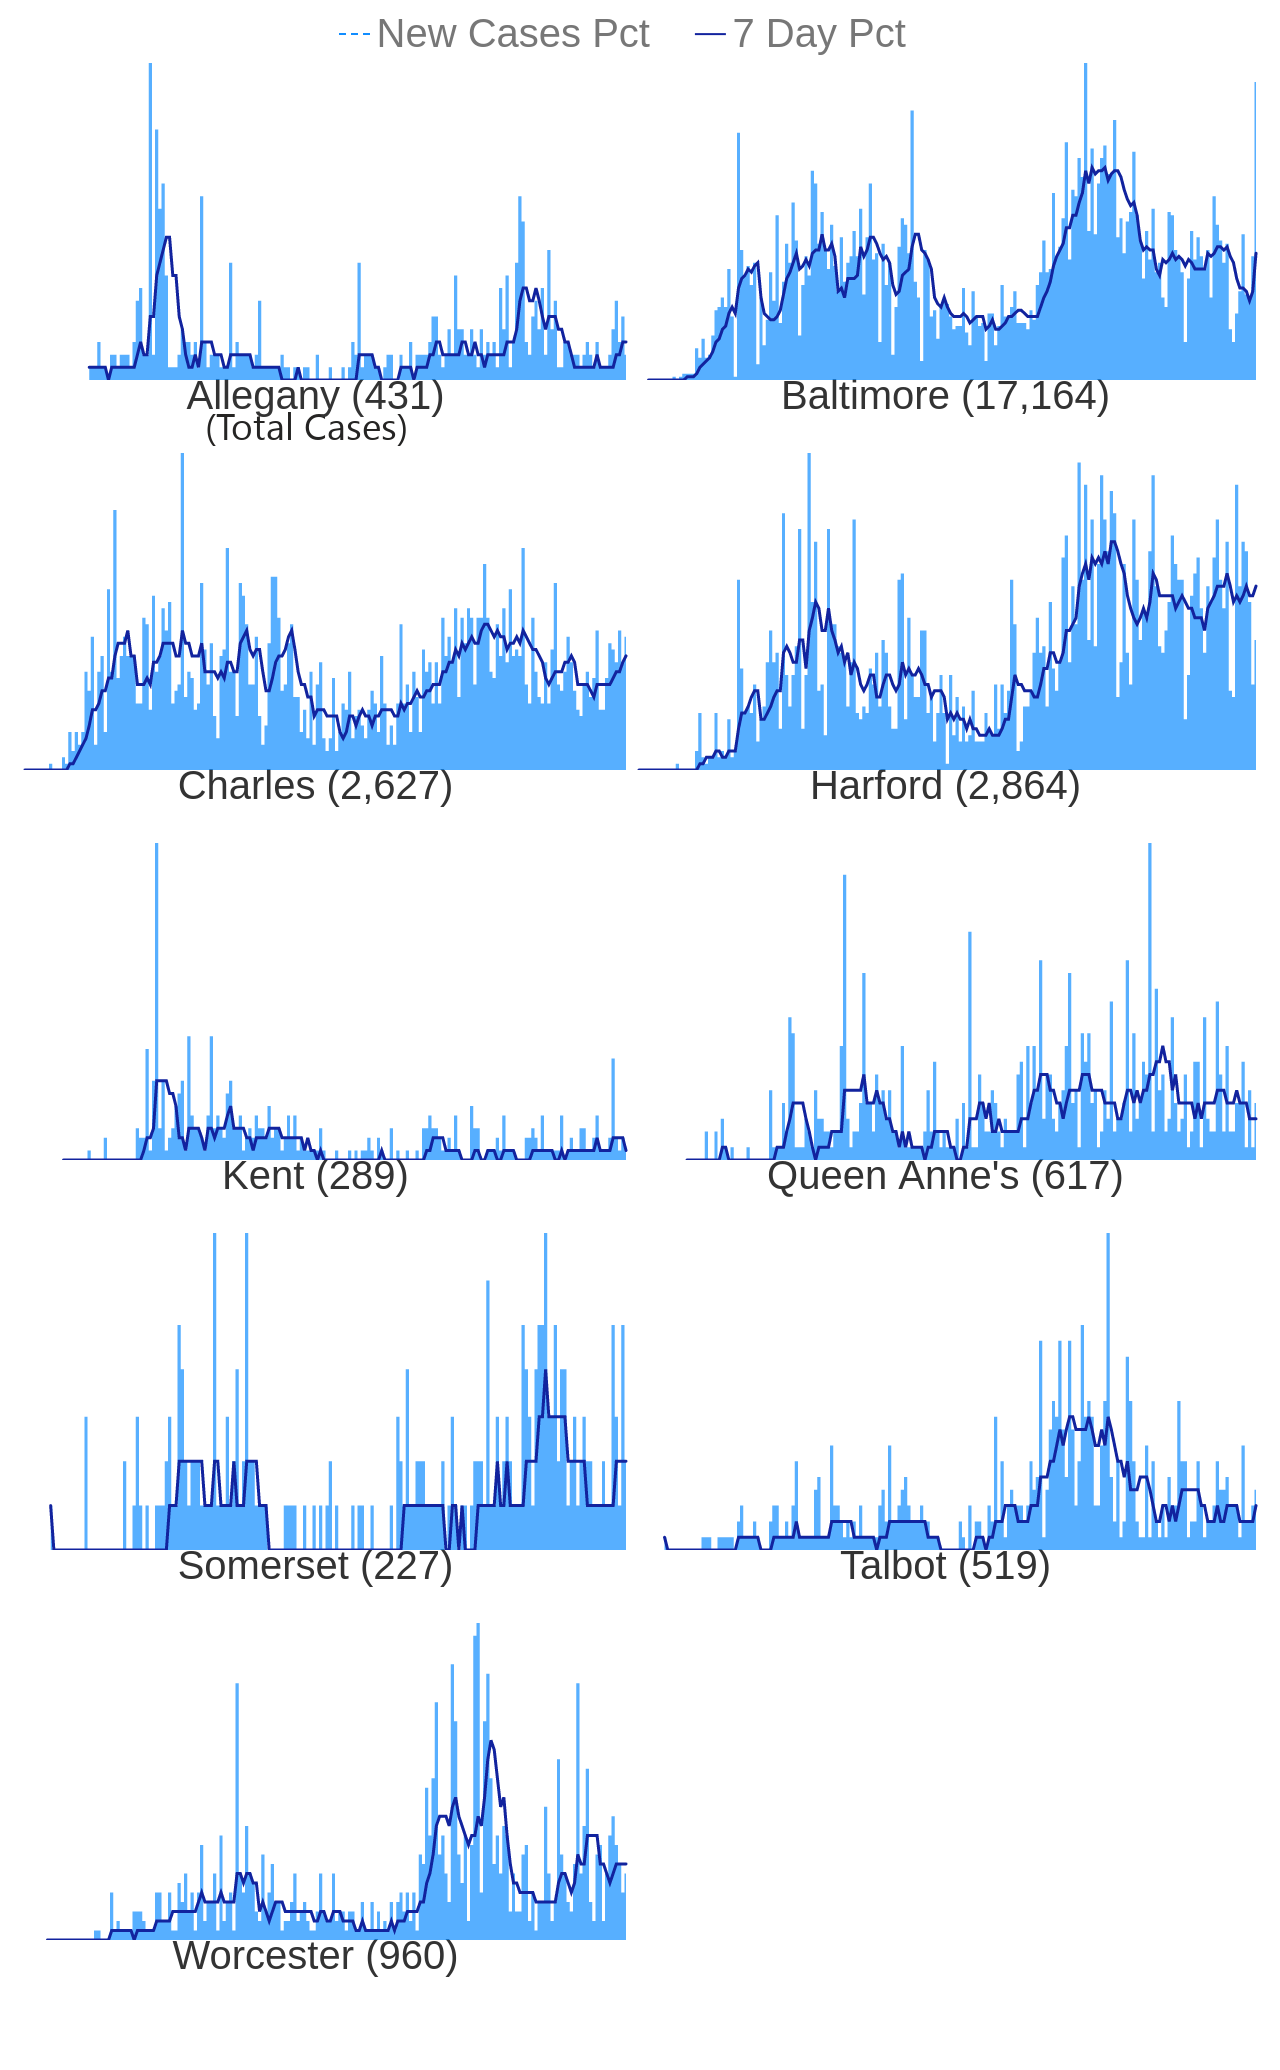 New Cases Pct 7 Day Pct
Allegany (431) Baltimore (17,164)
(Total Cases)
Charles (2,627) Harford (2,864)
Kent (289) Queen Anne's (617)
Somerset (227) Talbot (519)
Worcester (960)